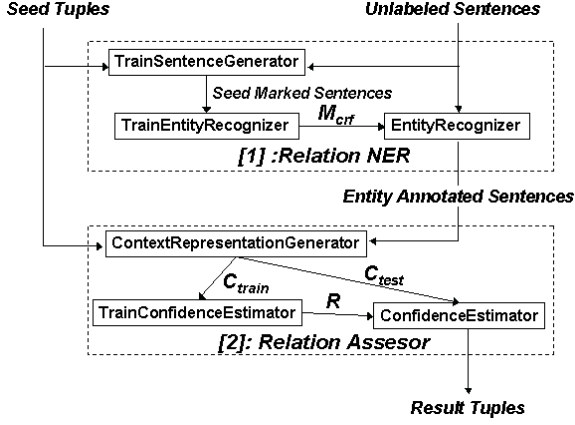 Seed Tuples
Unlabeled Sentences
TrainSentenceGenerator
Seed Marked Sentences
TrainEntityRecognizer
Mcrf
EntityRecognizer
[1] :Relation NER
Entity Annotated Sentences
ContextRepresentationGenerator
Ctrain
Ctest
TrainConfidenceEstimator
R
ConfidenceEstimator
[2]: Relation Assesor
Result Tuples